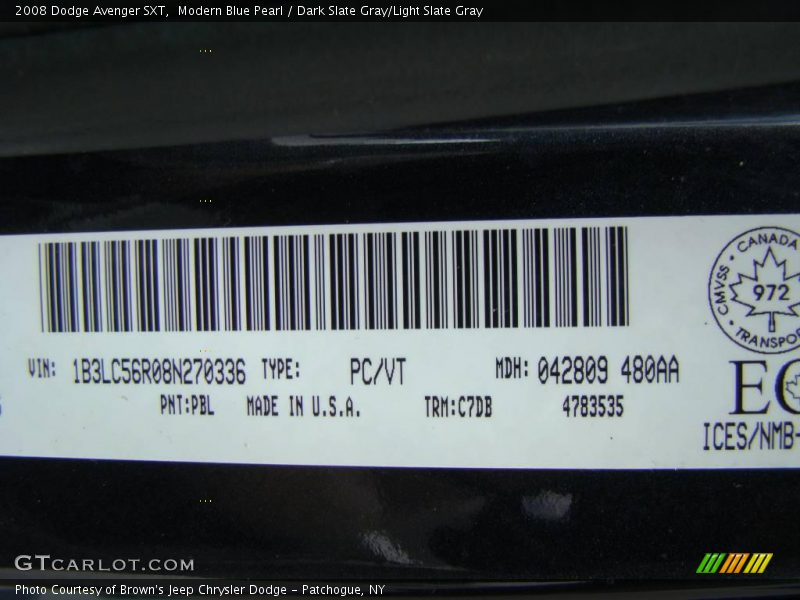 2008 Dodge Avenger SXT,  Modern Blue Pearl / Dark Slate Gray/Light Slate Gray
CANADA
CMVSS
972
TRANSPO
VIN: 1B3LC56R08N270336 TYPE: PC/VT MDH: 042809 480AA
PNT:PBL MADE IN U.S.A. TRM:C7DB 4783535
ICES/NMB-
GTCARLOT.COM
Photo Courtesy of Brown's Jeep Chrysler Dodge - Patchogue, NY